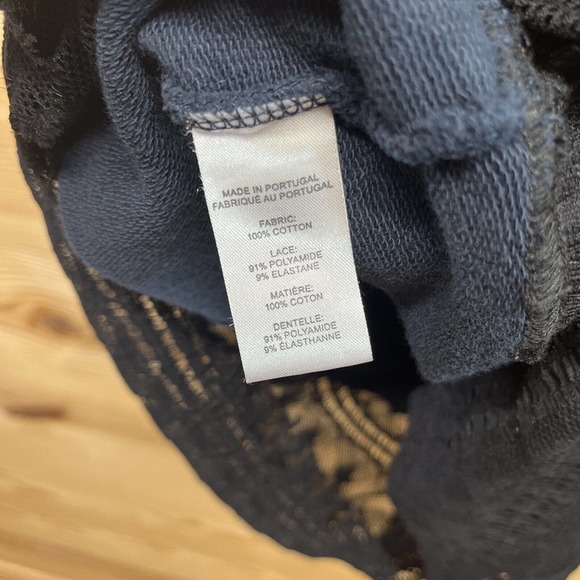 MADE IN PORTUGAL
FABRIQUÉ AU PORTUGAL
FABRIC:
100% COTTON
LACE:
91% POLYAMIDE
9% ELASTANE
MATIÈRE:
100% COTON
DENTELLE:
91% POLYAMIDE
9% ÉLASTHANNE